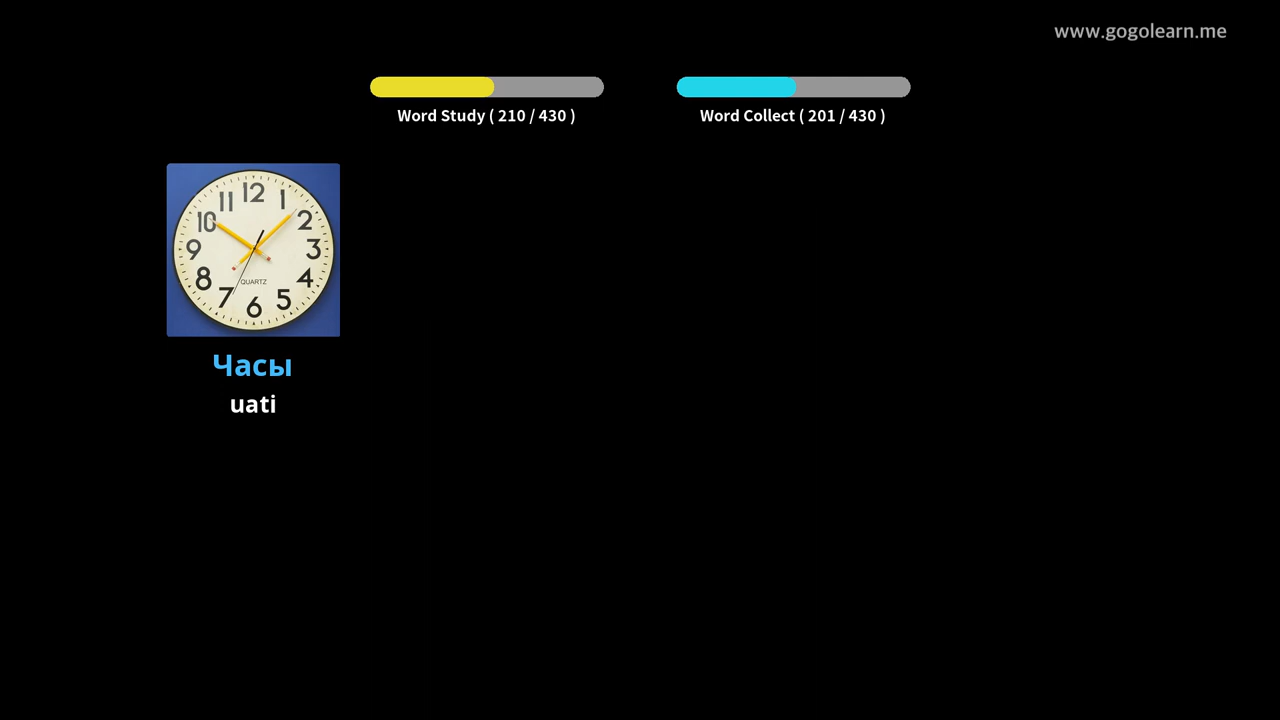 www.gogolearn.me
Word Study ( 210 / 430 )
Word Collect ( 201 / 430 )
12
11
1
10
2
9
3
8
4
7
5
6
QUARTZ
Часы
uati